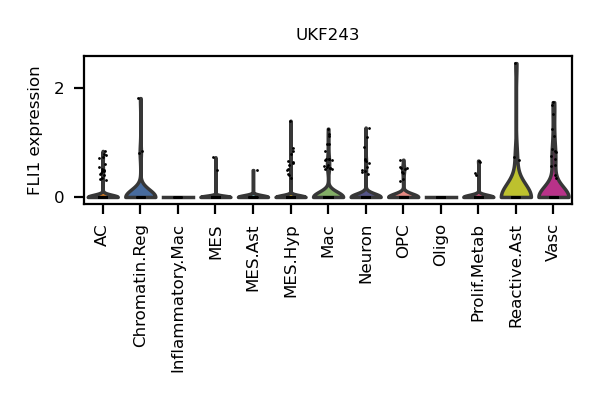 UKF243
FLI1 expression
2
0
AC
Chromatin.Reg
Inflammatory.Mac
MES
MES.Ast
MES.Hyp
Mac
Neuron
OPC
Oligo
Prolif.Metab
Reactive.Ast
Vasc